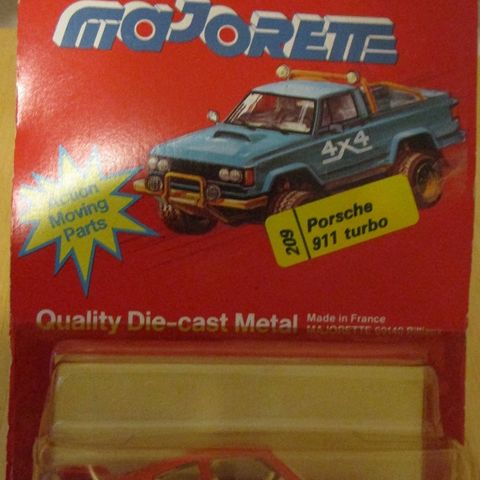 MAJORETTE
4x4
Action
Moving
Parts
209
Porsche
911 turbo
Quality Die-cast Metal
Made in France
MAJORETTE